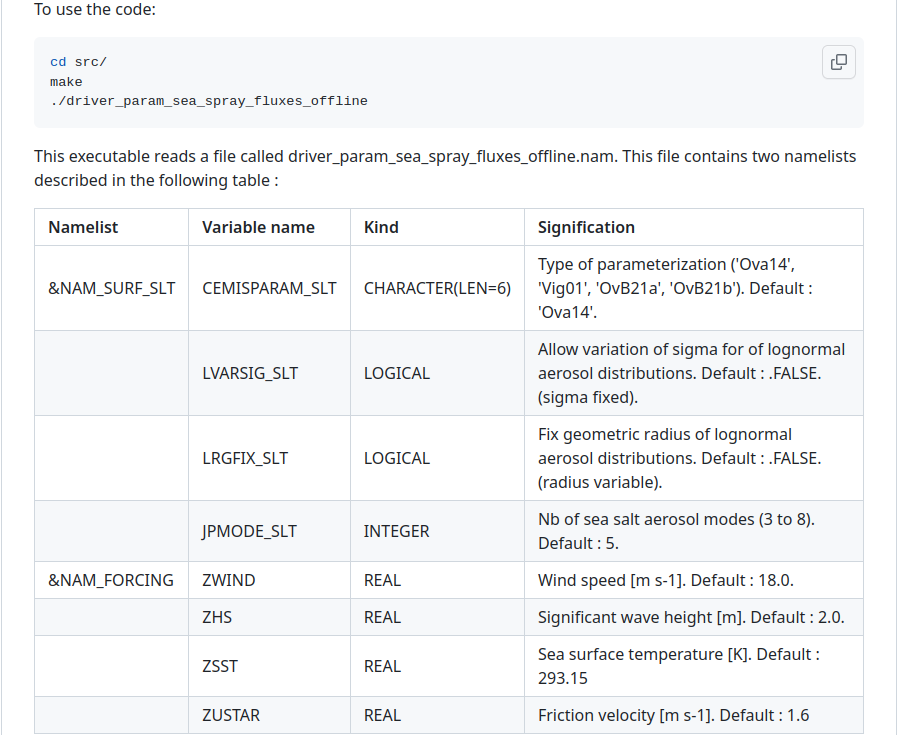 To use the code:
cd src/
make
./driver_param_sea_spray_fluxes_offline
This executable reads a file called driver_param_sea_spray_fluxes_offline.nam. This file contains two namelists
described in the following table :
Namelist Variable name Kind Signification
&NAM_SURF_SLT CEMISPARAM_SLT CHARACTER(LEN=6) Type of parameterization ('Ova14',
'Vig01', 'OvB21a', 'OvB21b'). Default :
'Ova14'.
LVARSIG_SLT LOGICAL Allow variation of sigma for of lognormal
aerosol distributions. Default : .FALSE.
(sigma fixed).
LRGFIX_SLT LOGICAL Fix geometric radius of lognormal
aerosol distributions. Default : .FALSE.
(radius variable).
JPMODE_SLT INTEGER Nb of sea salt aerosol modes (3 to 8).
Default : 5.
&NAM_FORCING ZWIND REAL Wind speed [m s-1]. Default : 18.0.
ZHS REAL Significant wave height [m]. Default : 2.0.
ZSST REAL Sea surface temperature [K]. Default :
293.15
ZUSTAR REAL Friction velocity [m s-1]. Default : 1.6